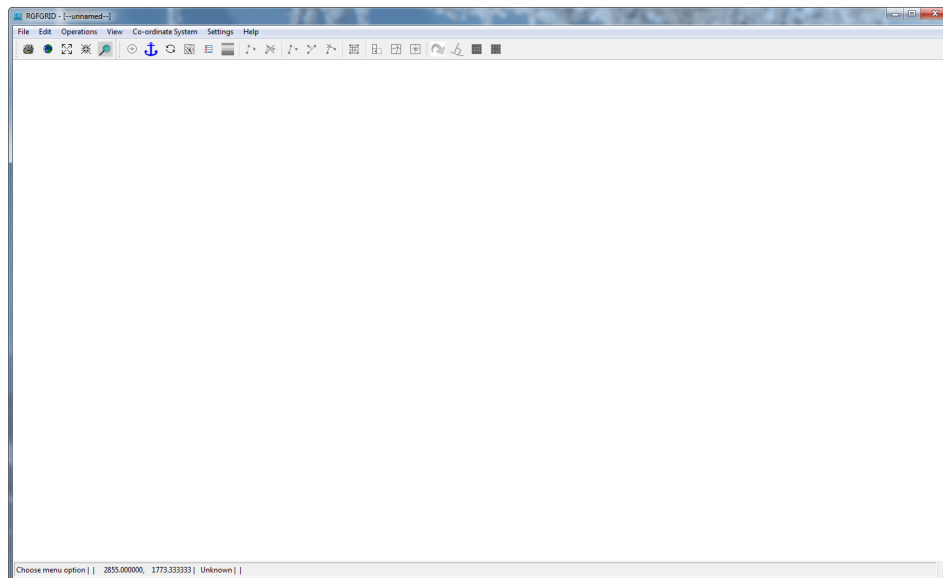 RGFGRID - [--unnamed--]
File Edit Operations View Co-ordinate System Settings Help
Choose menu option | | 2855.000000, 1773.333333 | Unknown | |